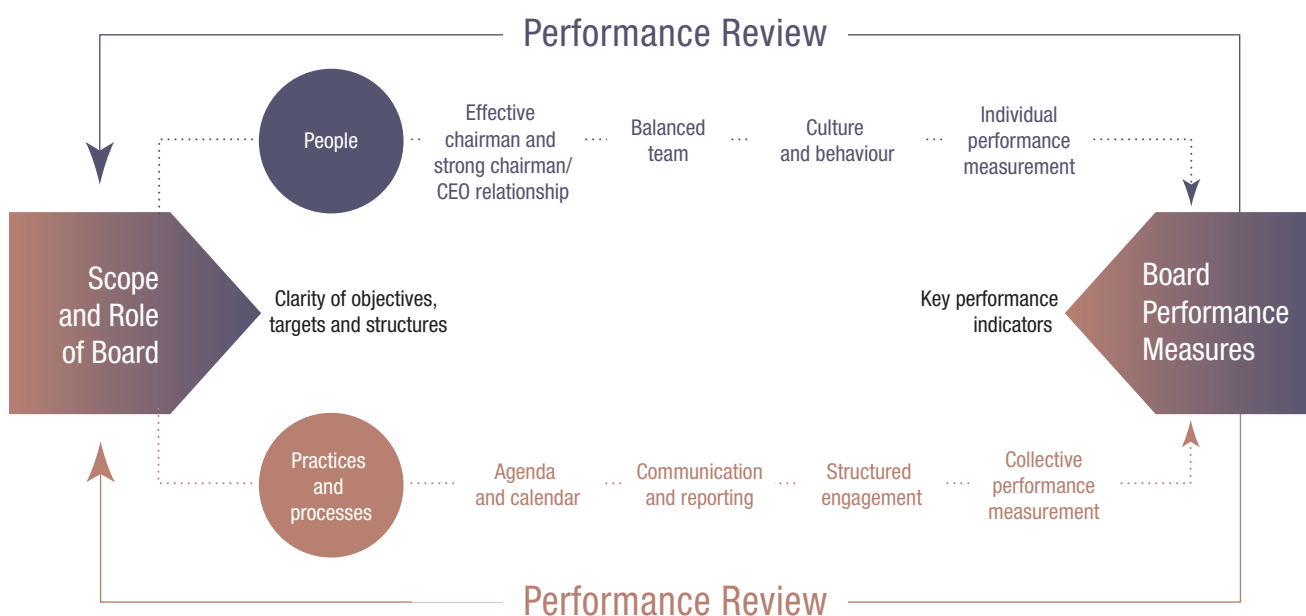 Performance Review
People
Effective
chairman and
strong chairman/
CEO relationship
Balanced
team
Culture
and behaviour
Individual
performance
measurement
Scope
and Role
of Board
Clarity of objectives,
targets and structures
Key performance
indicators
Board
Performance
Measures
Practices
and
processes
Agenda
and calendar
Communication
and reporting
Structured
engagement
Collective
performance
measurement
Performance Review